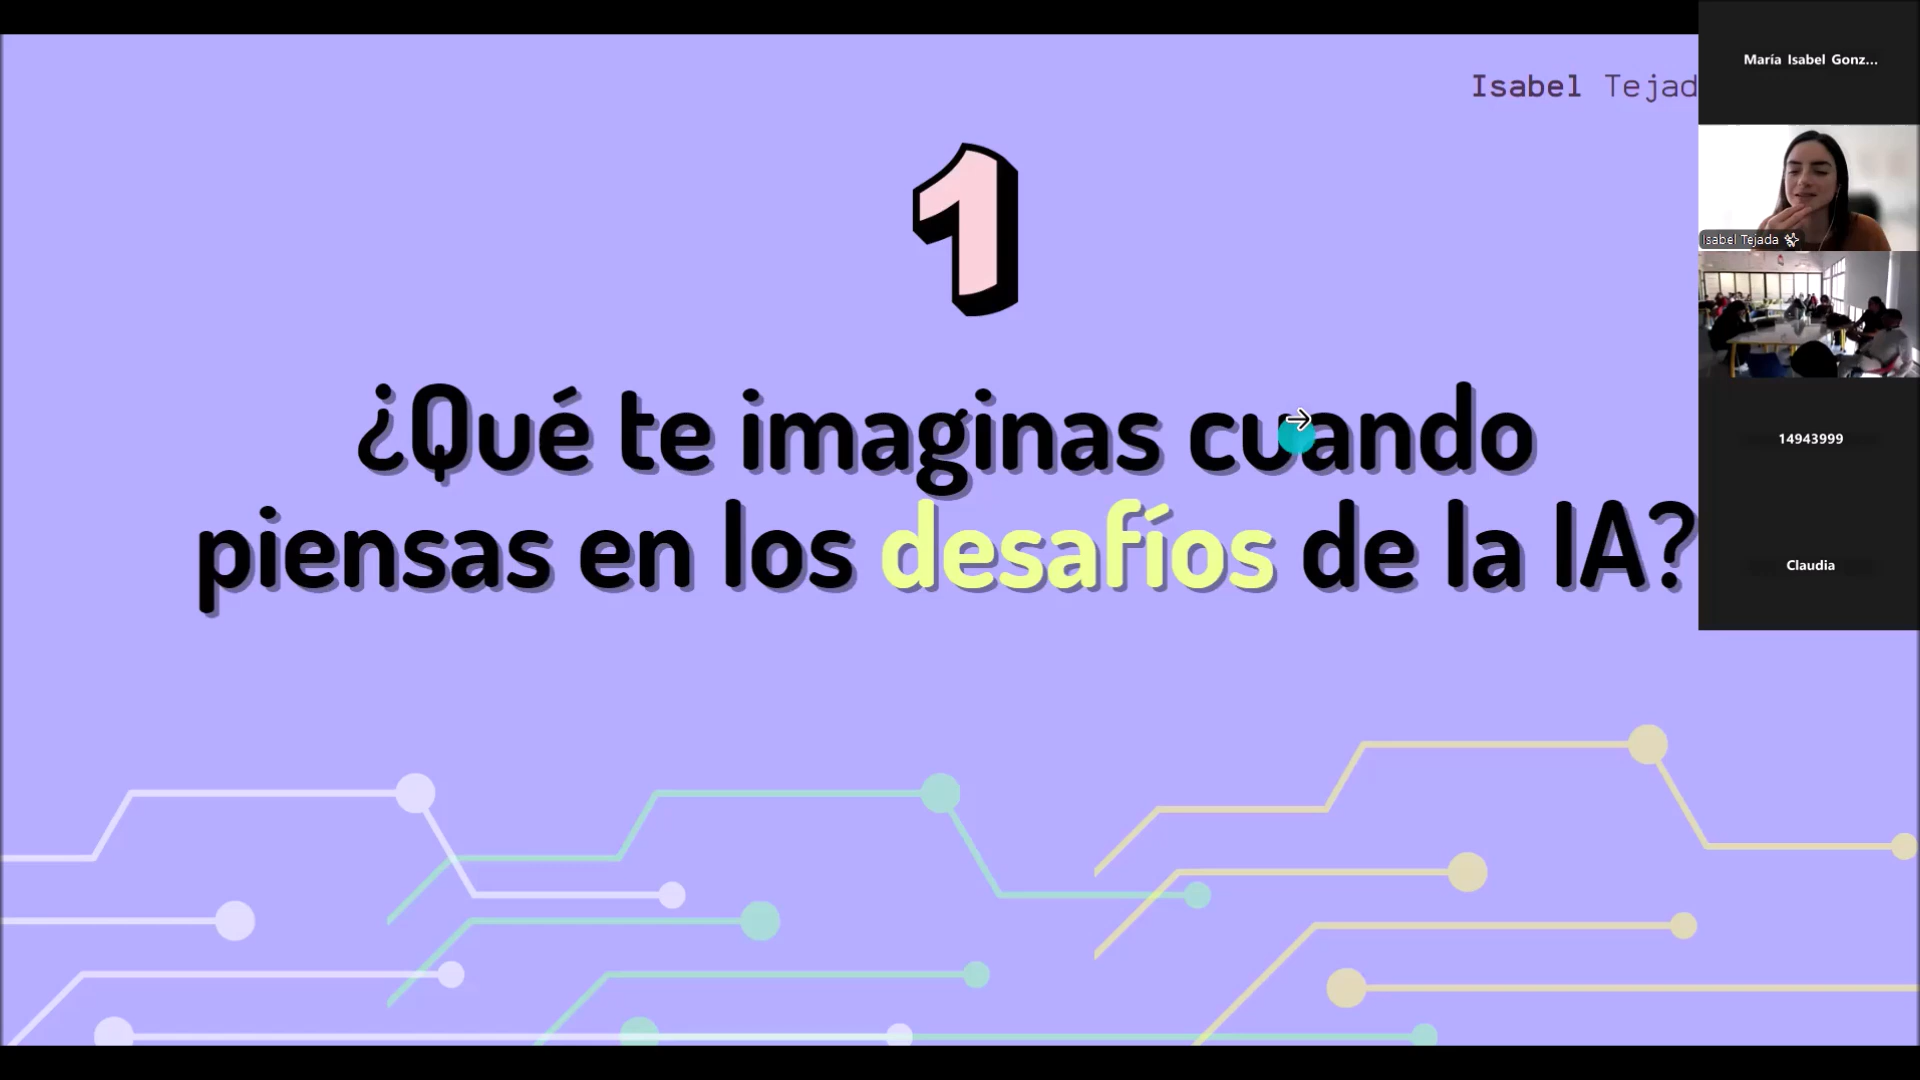 Isabel Tejad
1
¿Qué te imaginas cuando
piensas en los desafíos de la IA?
María Isabel Gonz...
Isabel Tejada
14943999
Claudia